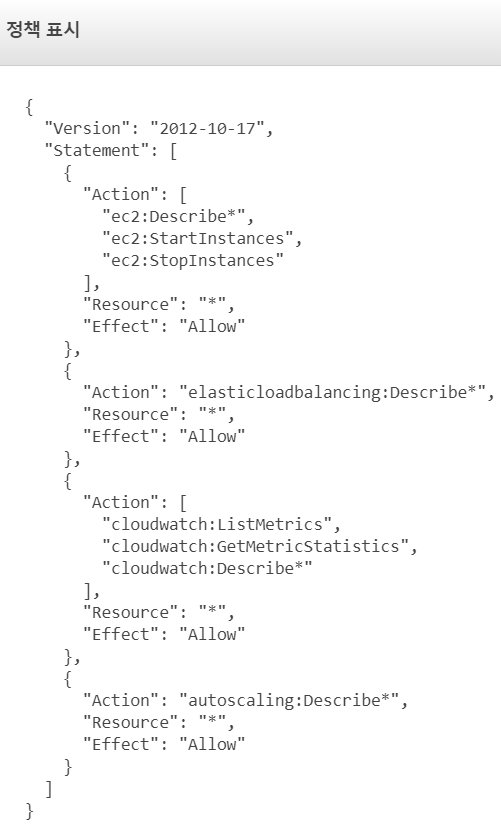 정책 표시
{
  "Version": "2012-10-17",
  "Statement": [
    {
      "Action": [
        "ec2:Describe*",
        "ec2:StartInstances",
        "ec2:StopInstances"
      ],
      "Resource": "*",
      "Effect": "Allow"
    },
    {
      "Action": "elasticloadbalancing:Describe*",
      "Resource": "*",
      "Effect": "Allow"
    },
    {
      "Action": [
        "cloudwatch:ListMetrics",
        "cloudwatch:GetMetricStatistics",
        "cloudwatch:Describe*"
      ],
      "Resource": "*",
      "Effect": "Allow"
    },
    {
      "Action": "autoscaling:Describe*",
      "Resource": "*",
      "Effect": "Allow"
    }
  ]
}